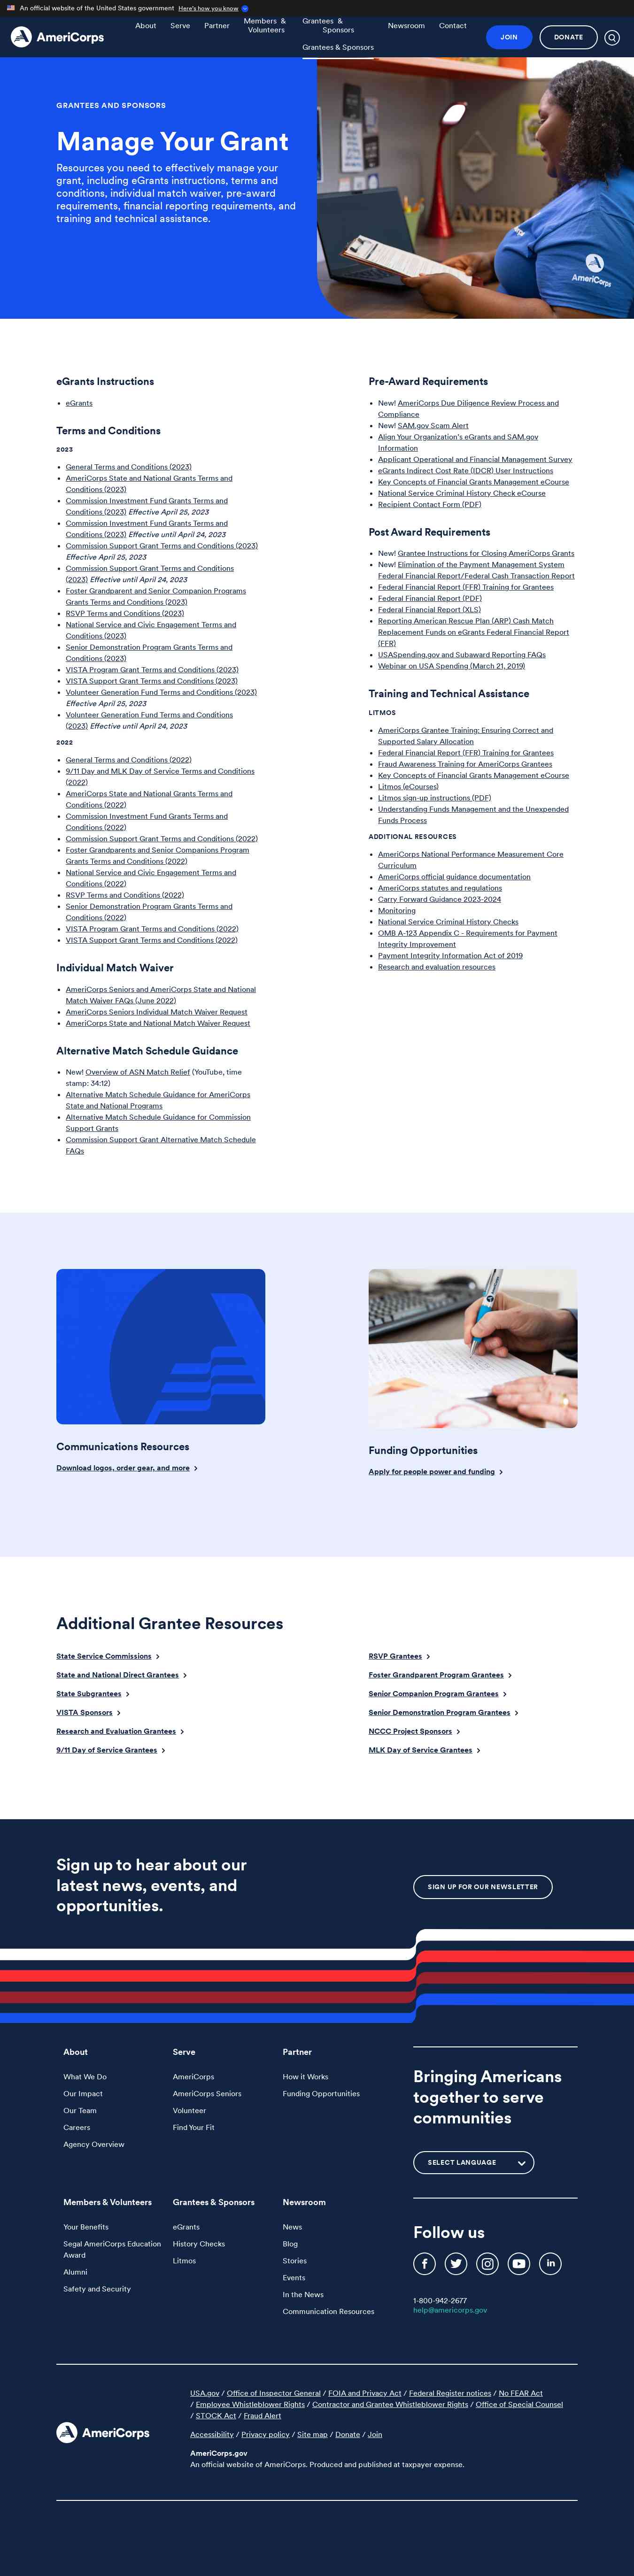 An official website of the United States government Here's how you know
AmeriCorps
About
Serve
Partner
Members & Volunteers
Grantees & Sponsors
Grantees & Sponsors
Newsroom
Contact
JOIN
DONATE
GRANTEES AND SPONSORS
Manage Your Grant
Resources you need to effectively manage your
grant, including eGrants instructions, terms and
conditions, individual match waiver, pre-award
requirements, financial reporting requirements, and
training and technical assistance.
AmeriCorps
eGrants Instructions
eGrants
Terms and Conditions
2023
General Terms and Conditions (2023)
AmeriCorps State and National Grants Terms and
Conditions (2023)
Commission Investment Fund Grants Terms and
Conditions (2023) Effective April 25, 2023
Commission Investment Fund Grants Terms and
Conditions (2023) Effective until April 24, 2023
Commission Support Grant Terms and Conditions (2023)
Effective April 25, 2023
Commission Support Grant Terms and Conditions
(2023) Effective until April 24, 2023
Foster Grandparent and Senior Companion Programs
Grants Terms and Conditions (2023)
RSVP Terms and Conditions (2023)
National Service and Civic Engagement Terms and
Conditions (2023)
Senior Demonstration Program Grants Terms and
Conditions (2023)
VISTA Program Grant Terms and Conditions (2023)
VISTA Support Grant Terms and Conditions (2023)
Volunteer Generation Fund Terms and Conditions (2023)
Effective April 25, 2023
Volunteer Generation Fund Terms and Conditions
(2023) Effective until April 24, 2023
2022
General Terms and Conditions (2022)
9/11 Day and MLK Day of Service Terms and Conditions
(2022)
AmeriCorps State and National Grants Terms and
Conditions (2022)
Commission Investment Fund Grants Terms and
Conditions (2022)
Commission Support Grant Terms and Conditions (2022)
Foster Grandparents and Senior Companions Program
Grants Terms and Conditions (2022)
National Service and Civic Engagement Terms and
Conditions (2022)
RSVP Terms and Conditions (2022)
Senior Demonstration Program Grants Terms and
Conditions (2022)
VISTA Program Grant Terms and Conditions (2022)
VISTA Support Grant Terms and Conditions (2022)
Individual Match Waiver
AmeriCorps Seniors and AmeriCorps State and National
Match Waiver FAQs (June 2022)
AmeriCorps Seniors Individual Match Waiver Request
AmeriCorps State and National Match Waiver Request
Alternative Match Schedule Guidance
New! Overview of ASN Match Relief (YouTube, time
stamp: 34:12)
Alternative Match Schedule Guidance for AmeriCorps
State and National Programs
Alternative Match Schedule Guidance for Commission
Support Grants
Commission Support Grant Alternative Match Schedule
FAQs
Pre-Award Requirements
New! AmeriCorps Due Diligence Review Process and
Compliance
New! SAM.gov Scam Alert
Align Your Organization's eGrants and SAM.gov
Information
Applicant Operational and Financial Management Survey
eGrants Indirect Cost Rate (IDCR) User Instructions
Key Concepts of Financial Grants Management eCourse
National Service Criminal History Check eCourse
Recipient Contact Form (PDF)
Post Award Requirements
New! Grantee Instructions for Closing AmeriCorps Grants
New! Elimination of the Payment Management System
Federal Financial Report/Federal Cash Transaction Report
Federal Financial Report (FFR) Training for Grantees
Federal Financial Report (PDF)
Federal Financial Report (XLS)
Reporting American Rescue Plan (ARP) Cash Match
Replacement Funds on eGrants Federal Financial Report
(FFR)
USASpending.gov and Subaward Reporting FAQs
Webinar on USA Spending (March 21, 2019)
Training and Technical Assistance
LITMOS
AmeriCorps Grantee Training: Ensuring Correct and
Supported Salary Allocation
Federal Financial Report (FFR) Training for Grantees
Fraud Awareness Training for AmeriCorps Grantees
Key Concepts of Financial Grants Management eCourse
Litmos (eCourses)
Litmos sign-up instructions (PDF)
Understanding Funds Management and the Unexpended
Funds Process
ADDITIONAL RESOURCES
AmeriCorps National Performance Measurement Core
Curriculum
AmeriCorps official guidance documentation
AmeriCorps statutes and regulations
Carry Forward Guidance 2023-2024
Monitoring
National Service Criminal History Checks
OMB A-123 Appendix C - Requirements for Payment
Integrity Improvement
Payment Integrity Information Act of 2019
Research and evaluation resources
Communications Resources
Download logos, order gear, and more
Funding Opportunities
Apply for people power and funding
Additional Grantee Resources
State Service Commissions
State and National Direct Grantees
State Subgrantees
VISTA Sponsors
Research and Evaluation Grantees
9/11 Day of Service Grantees
RSVP Grantees
Foster Grandparent Program Grantees
Senior Companion Program Grantees
Senior Demonstration Program Grantees
NCCC Project Sponsors
MLK Day of Service Grantees
Sign up to hear about our
latest news, events, and
opportunities.
SIGN UP FOR OUR NEWSLETTER
About
What We Do
Our Impact
Our Team
Careers
Agency Overview
Serve
AmeriCorps
AmeriCorps Seniors
Volunteer
Find Your Fit
Partner
How it Works
Funding Opportunities
Bringing Americans
together to serve
communities
SELECT LANGUAGE
Members & Volunteers
Your Benefits
Segal AmeriCorps Education
Award
Alumni
Safety and Security
Grantees & Sponsors
eGrants
History Checks
Litmos
Newsroom
News
Blog
Stories
Events
In the News
Communication Resources
Follow us
1-800-942-2677
help@americorps.gov
AmeriCorps
USA.gov / Office of Inspector General / FOIA and Privacy Act / Federal Register notices / No FEAR Act
/ Employee Whistleblower Rights / Contractor and Grantee Whistleblower Rights / Office of Special Counsel
/ STOCK Act / Fraud Alert
Accessibility / Privacy policy / Site map / Donate / Join
AmeriCorps.gov
An official website of AmeriCorps. Produced and published at taxpayer expense.